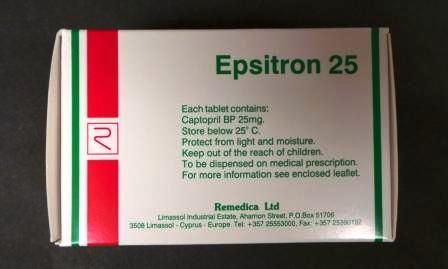 Epsitron 25
Each tablet contains:
Captopril BP 25mg.
Store below 25° C.
Protect from light and moisture.
Keep out of the reach of children.
To be dispensed on medical prescription.
For more information see enclosed leaflet.
Remedica Ltd
Limassol Industrial Estate, Aharnon Street, P.O.Box 51706
3508 Limassol - Cyprus - Europe. Tel: +357 25553000, Fax: +357 25390192